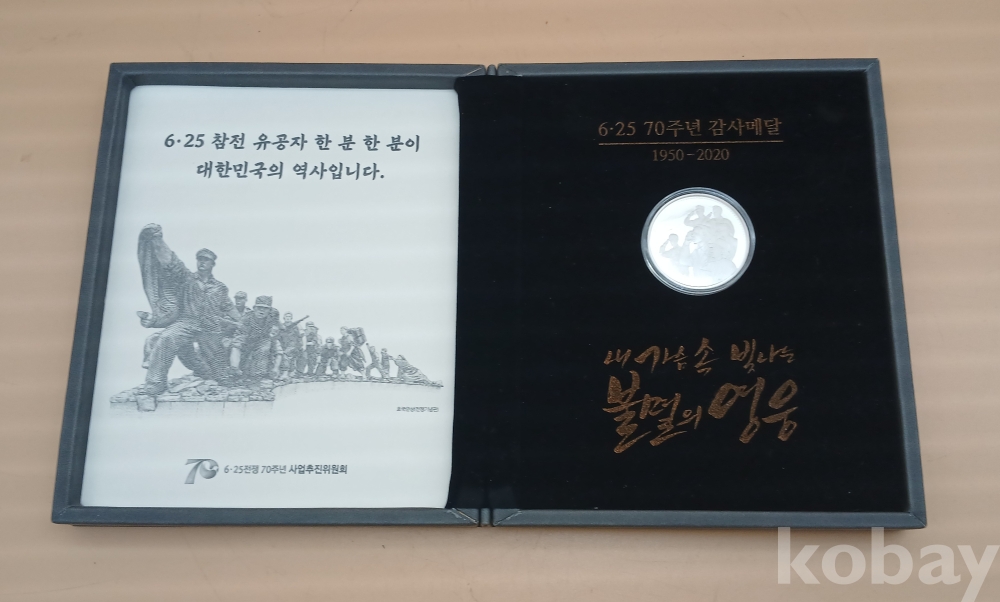 6·25 참전 유공자 한 분 한 분이
대한민국의 역사입니다.
70 6·25전쟁 70주년 사업추진위원회
6·25 70주년 감사메달
1950-2020
내 가슴 속 빛나는
불멸의 영웅
kobay